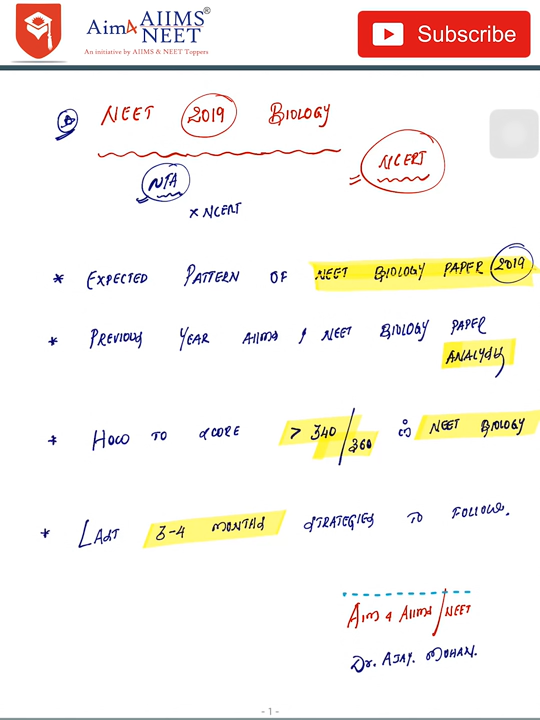 Aim4 AIIMS® NEET
An initiative by AIIMS & NEET Toppers
Subscribe
NEET 2019 BIOLOGY
NTA
NCERT
x NCERT
* EXPECTED PATTERN OF NEET BIOLOGY PAPER 2019
* PREVIOUS YEAR AIIMS / NEET BIOLOGY PAPER
ANALYSIS
* HOW TO SCORE > 340/360 in NEET BIOLOGY
* LAST 3-4 MONTHS STRATEGIES TO FOLLOW.
AIM 4 AIIMS / NEET
Dr. AJAY. MOHAN.
- 1 -